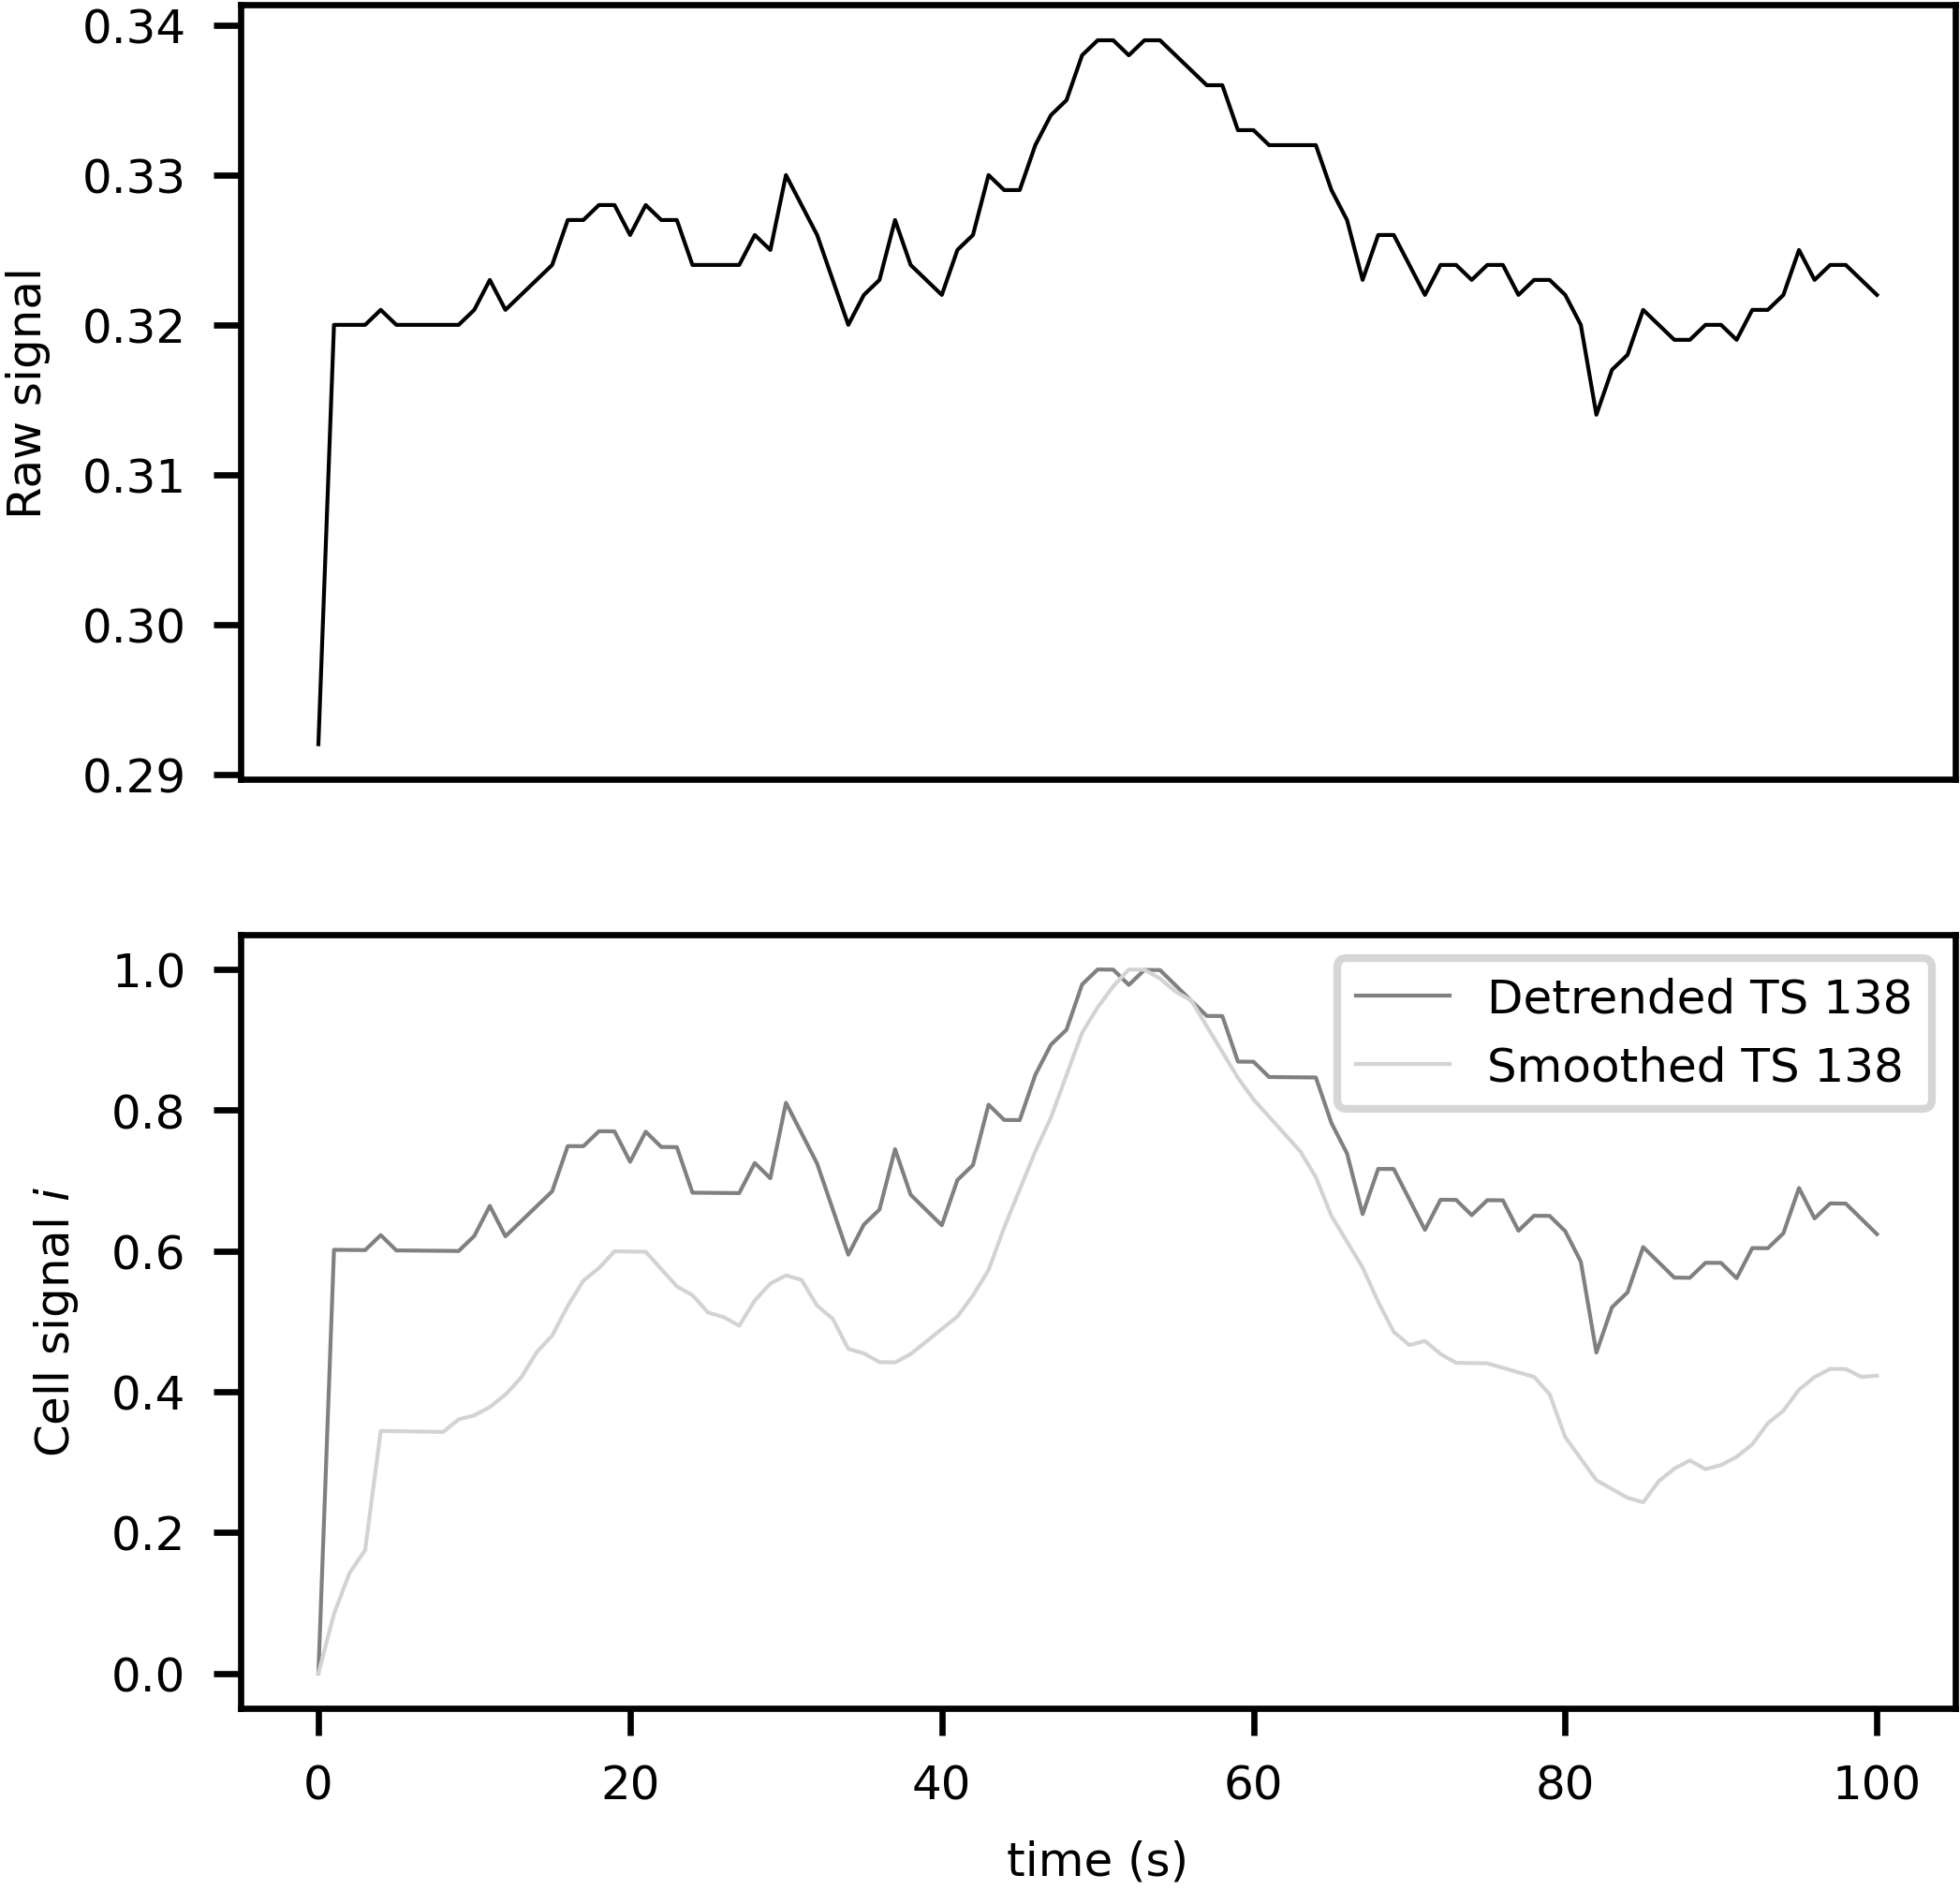 0.34
0.33
0.32
0.31
0.30
0.29
Raw signal
1.0
0.8
0.6
0.4
0.2
0.0
Cell signal i
Detrended TS 138
Smoothed TS 138
0 20 40 60 80 100
time (s)